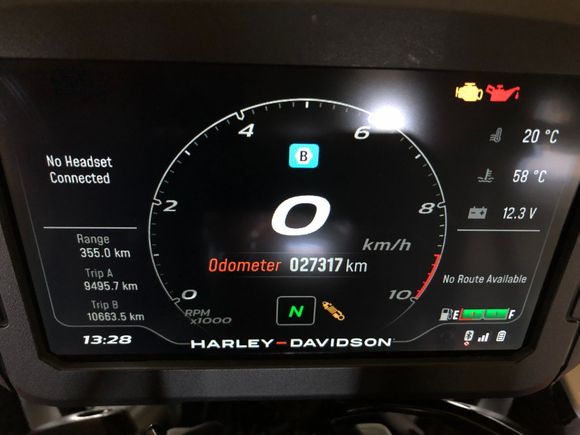 4
6
B
20 °C
No Headset
Connected
58 °C
0
2
8
12.3 V
km/h
Range
355.0 km
Odometer 027317 km
Trip A
9495.7 km
No Route Available
Trip B
10663.5 km
0
10
RPM
x1000
N
E
F
13:28
HARLEY-DAVIDSON